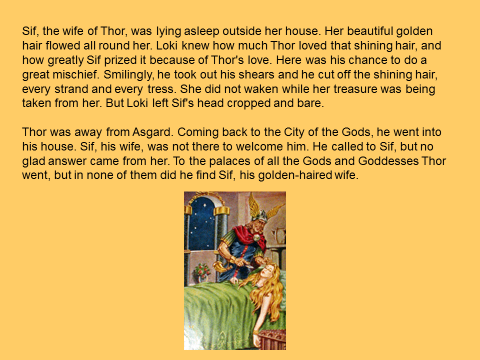 Sif, the wife of Thor, was lying asleep outside her house. Her beautiful golden
hair flowed all round her. Loki knew how much Thor loved that shining hair, and
how greatly Sif prized it because of Thor's love. Here was his chance to do a
great mischief. Smilingly, he took out his shears and he cut off the shining hair,
every strand and every tress. She did not waken while her treasure was being
taken from her. But Loki left Sif's head cropped and bare.
Thor was away from Asgard. Coming back to the City of the Gods, he went into
his house. Sif, his wife, was not there to welcome him. He called to Sif, but no
glad answer came from her. To the palaces of all the Gods and Goddesses Thor
went, but in none of them did he find Sif, his golden-haired wife.